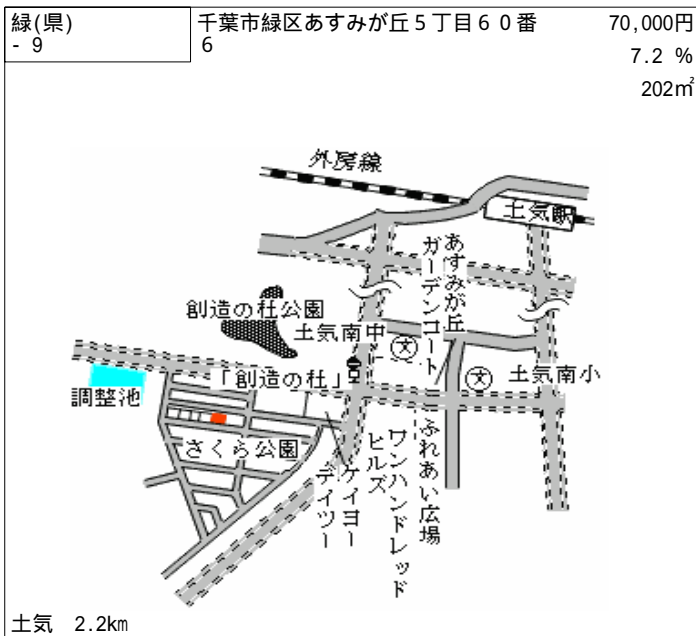 緑(県)
- 9
千葉市緑区あすみが丘５丁目６０番
6
70,000円
7.2 %
202㎡
外房線
土気駅
あすみが丘
ガーデンコート
創造の杜公園
土気南中
文
「創造の杜」
文
土気南小
調整池
さくら公園
ケイヨー
デイツー
ワンハンドレッド
ヒルズ
ふれあい広場
土気 2.2km